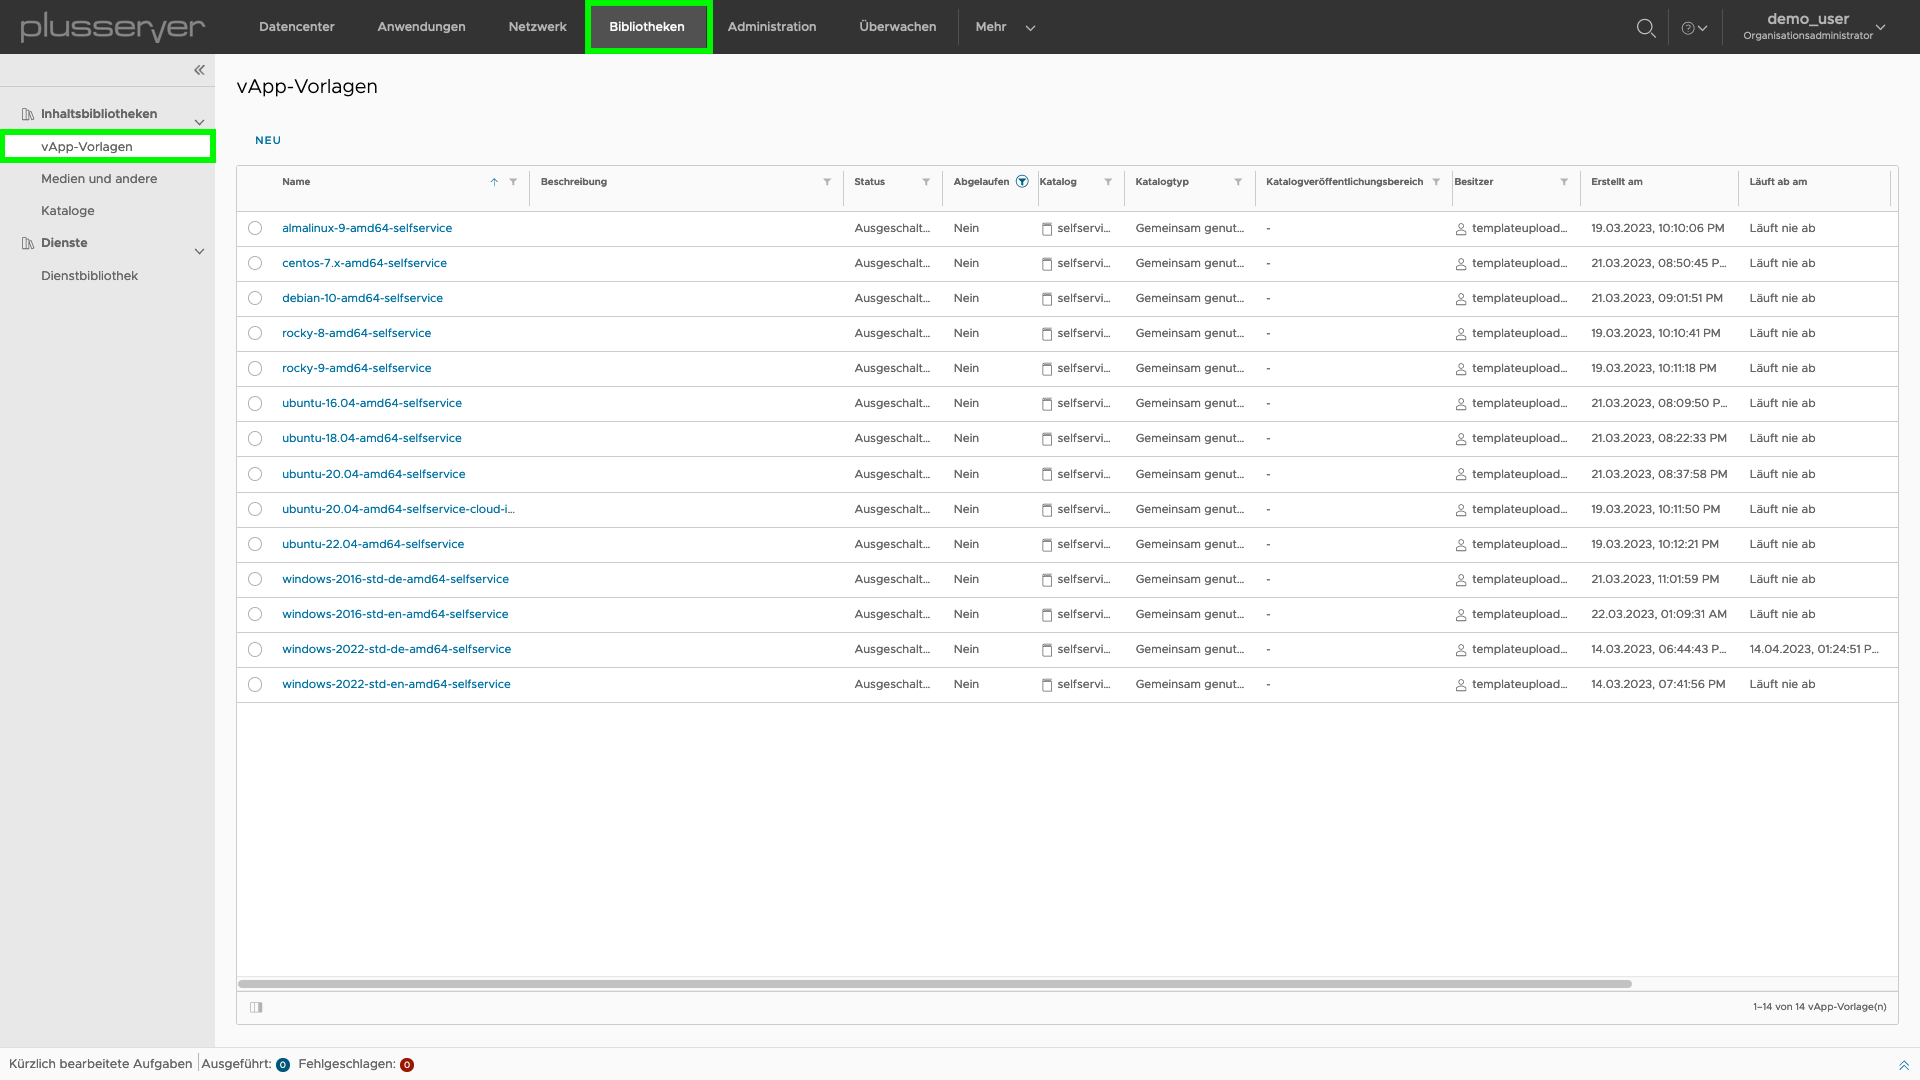 plusserver
Datencenter
Anwendungen
Netzwerk
Bibliotheken
Administration
Überwachen
Mehr
demo_user
Organisationsadministrator
Inhaltsbibliotheken
vApp-Vorlagen
Medien und andere
Kataloge
Dienste
Dienstbibliothek
vApp-Vorlagen
NEU
Name Beschreibung Status Abgelaufen Katalog Katalogtyp Katalogveröffentlichungsbereich Besitzer Erstellt am Läuft ab am
almalinux-9-amd64-selfservice Ausgeschalt... Nein selfservi... Gemeinsam genut... - templateupload... 19.03.2023, 10:10:06 PM Läuft nie ab
centos-7.x-amd64-selfservice Ausgeschalt... Nein selfservi... Gemeinsam genut... - templateupload... 21.03.2023, 08:50:45 P... Läuft nie ab
debian-10-amd64-selfservice Ausgeschalt... Nein selfservi... Gemeinsam genut... - templateupload... 21.03.2023, 09:01:51 PM Läuft nie ab
rocky-8-amd64-selfservice Ausgeschalt... Nein selfservi... Gemeinsam genut... - templateupload... 19.03.2023, 10:10:41 PM Läuft nie ab
rocky-9-amd64-selfservice Ausgeschalt... Nein selfservi... Gemeinsam genut... - templateupload... 19.03.2023, 10:11:18 PM Läuft nie ab
ubuntu-16.04-amd64-selfservice Ausgeschalt... Nein selfservi... Gemeinsam genut... - templateupload... 21.03.2023, 08:09:50 P... Läuft nie ab
ubuntu-18.04-amd64-selfservice Ausgeschalt... Nein selfservi... Gemeinsam genut... - templateupload... 21.03.2023, 08:22:33 PM Läuft nie ab
ubuntu-20.04-amd64-selfservice Ausgeschalt... Nein selfservi... Gemeinsam genut... - templateupload... 21.03.2023, 08:37:58 PM Läuft nie ab
ubuntu-20.04-amd64-selfservice-cloud-i... Ausgeschalt... Nein selfservi... Gemeinsam genut... - templateupload... 19.03.2023, 10:11:50 PM Läuft nie ab
ubuntu-22.04-amd64-selfservice Ausgeschalt... Nein selfservi... Gemeinsam genut... - templateupload... 19.03.2023, 10:12:21 PM Läuft nie ab
windows-2016-std-de-amd64-selfservice Ausgeschalt... Nein selfservi... Gemeinsam genut... - templateupload... 21.03.2023, 11:01:59 PM Läuft nie ab
windows-2016-std-en-amd64-selfservice Ausgeschalt... Nein selfservi... Gemeinsam genut... - templateupload... 22.03.2023, 01:09:31 AM Läuft nie ab
windows-2022-std-de-amd64-selfservice Ausgeschalt... Nein selfservi... Gemeinsam genut... - templateupload... 14.03.2023, 06:44:43 P... 14.04.2023, 01:24:51 P...
windows-2022-std-en-amd64-selfservice Ausgeschalt... Nein selfservi... Gemeinsam genut... - templateupload... 14.03.2023, 07:41:56 PM Läuft nie ab
1–14 von 14 vApp-Vorlage(n)
Kürzlich bearbeitete Aufgaben Ausgeführt: 0 Fehlgeschlagen: 0